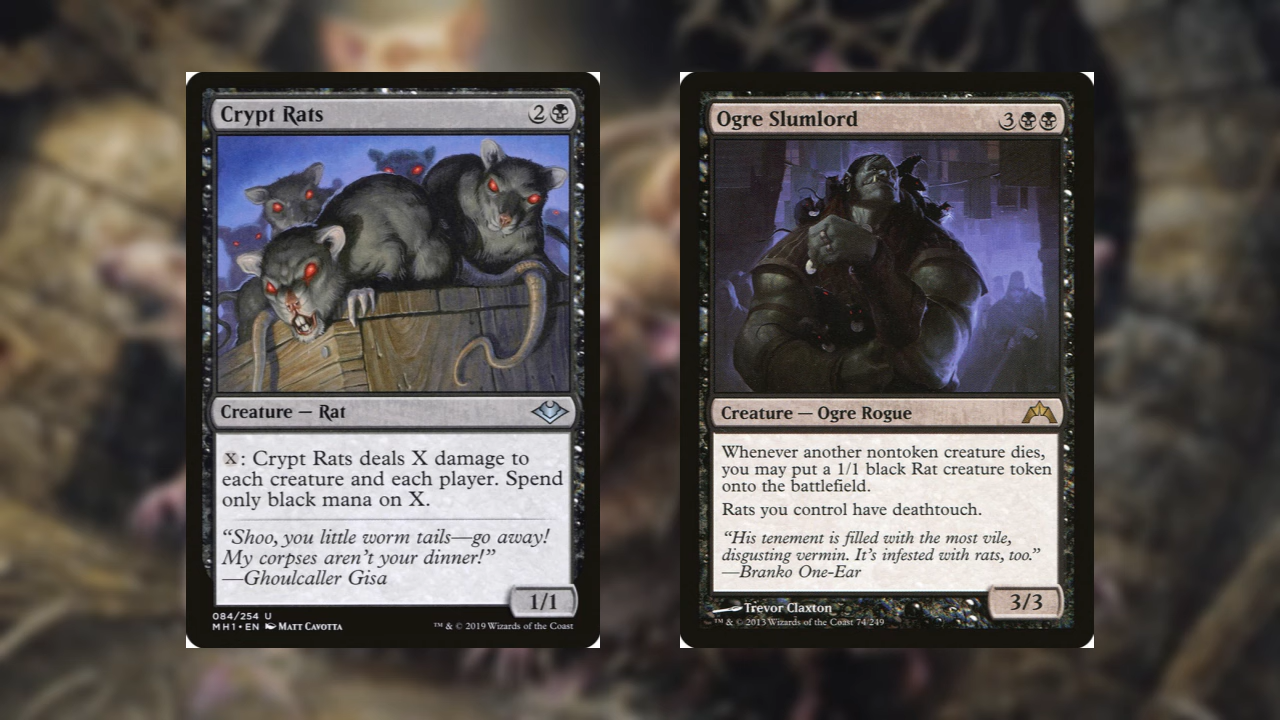 Crypt Rats 2
Creature — Rat
X: Crypt Rats deals X damage to
each creature and each player. Spend
only black mana on X.
“Shoo, you little worm tails—go away!
My corpses aren’t your dinner!”
—Ghoulcaller Gisa
1/1
084/254 U
MH1 • EN MATT CAVOTTA
™ & © 2019 Wizards of the Coast
Ogre Slumlord 3
Creature — Ogre Rogue
Whenever another nontoken creature dies,
you may put a 1/1 black Rat creature token
onto the battlefield.
Rats you control have deathtouch.
“His tenement is filled with the most vile,
disgusting vermin. It’s infested with rats, too.”
—Branko One-Ear
3/3
Trevor Claxton
™ & © 2013 Wizards of the Coast 74/249